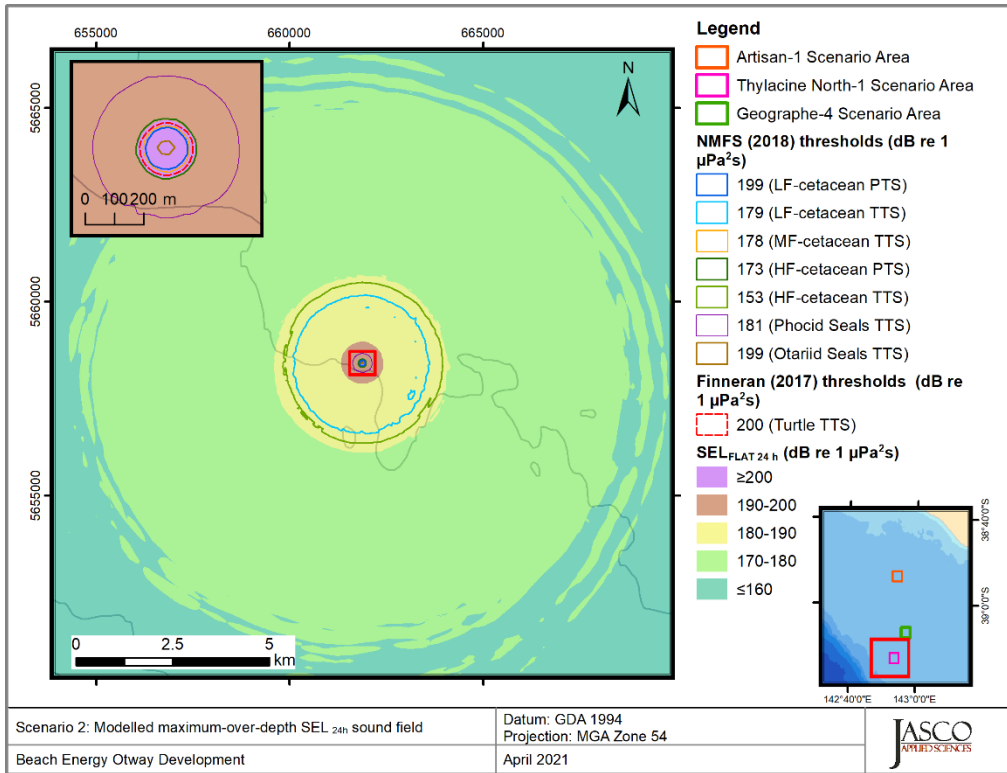 655000
660000
665000
5665000
5660000
5655000
N
0 100 200 m
0 2.5 5
km
Legend
Artisan-1 Scenario Area
Thylacine North-1 Scenario Area
Geographe-4 Scenario Area
NMFS (2018) thresholds (dB re 1
µPa²s)
199 (LF-cetacean PTS)
179 (LF-cetacean TTS)
178 (MF-cetacean TTS)
173 (HF-cetacean PTS)
153 (HF-cetacean TTS)
181 (Phocid Seals TTS)
199 (Otariid Seals TTS)
Finneran (2017) thresholds (dB re
1 µPa²s)
200 (Turtle TTS)
SEL FLAT 24 h (dB re 1 µPa²s)
≥200
190-200
180-190
170-180
≤160
38°40'0"S
39°0'0"S
142°40'0"E
143°0'0"E
Scenario 2: Modelled maximum-over-depth SEL 24h sound field
Datum: GDA 1994
Projection: MGA Zone 54
Beach Energy Otway Development
April 2021
JASCO
APPLIED SCIENCES